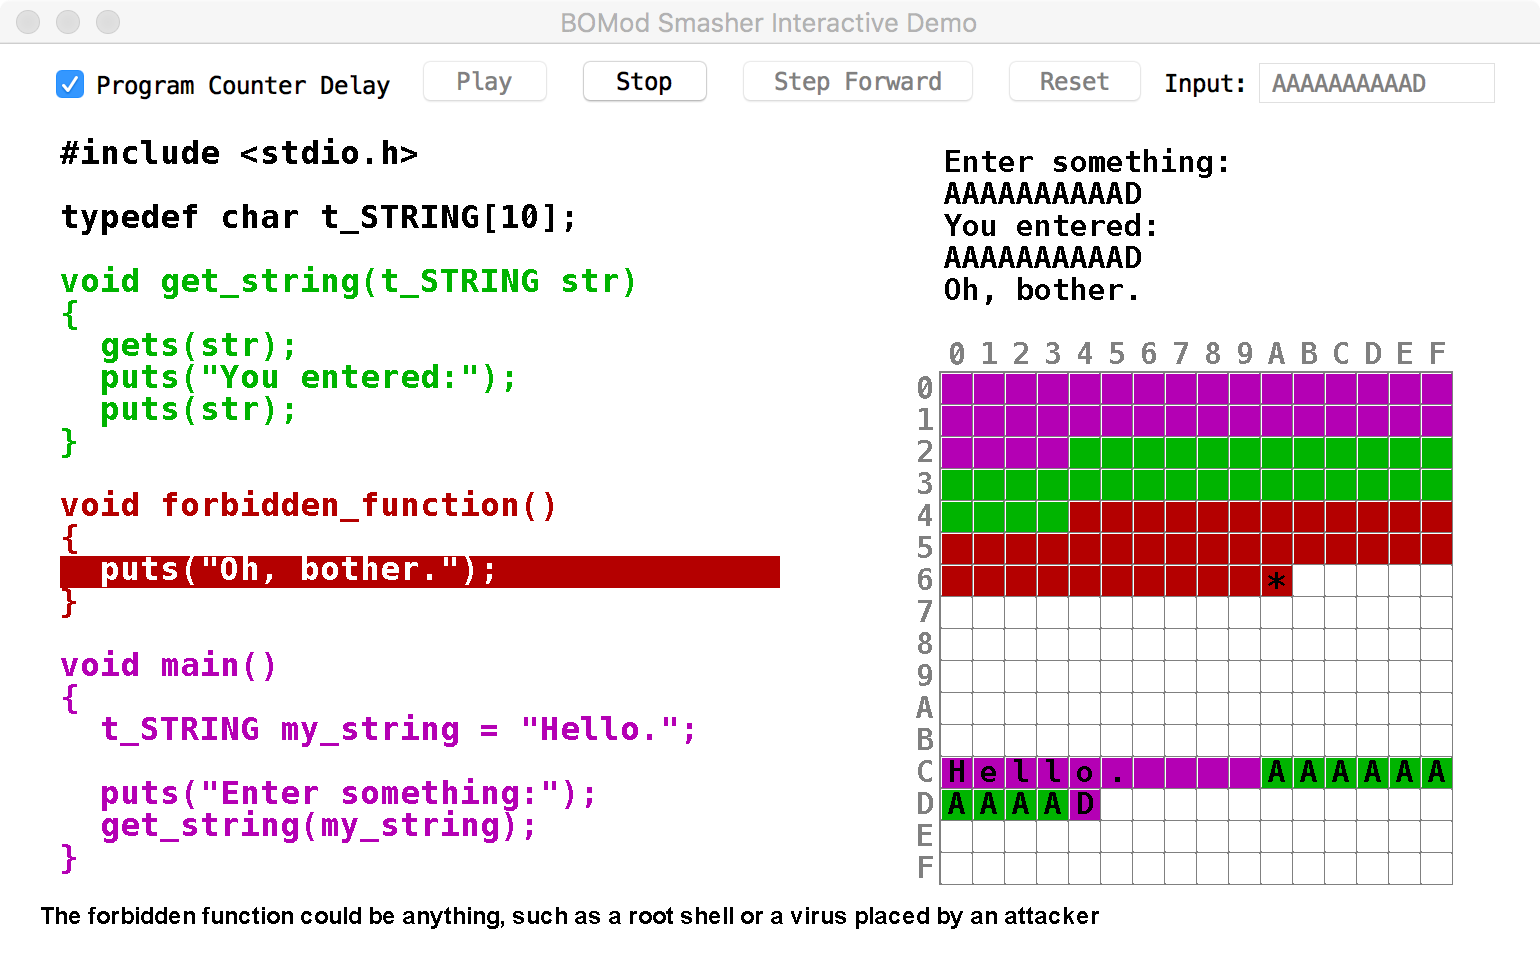 BOMod Smasher Interactive Demo
Program Counter Delay Play Stop Step Forward Reset Input: AAAAAAAAAAD
#include <stdio.h>
typedef char t_STRING[10];
void get_string(t_STRING str)
{
gets(str);
puts("You entered:");
puts(str);
}
void forbidden_function()
{
puts("Oh, bother.");
}
void main()
{
t_STRING my_string = "Hello.";
puts("Enter something:");
get_string(my_string);
}
Enter something:
AAAAAAAAAAD
You entered:
AAAAAAAAAAD
Oh, bother.
0 1 2 3 4 5 6 7 8 9 A B C D E F
0
1
2
3
4
5
6 *
7
8
9
A
B
C H e l l o . A A A A A A
D A A A A D
E
F
The forbidden function could be anything, such as a root shell or a virus placed by an attacker